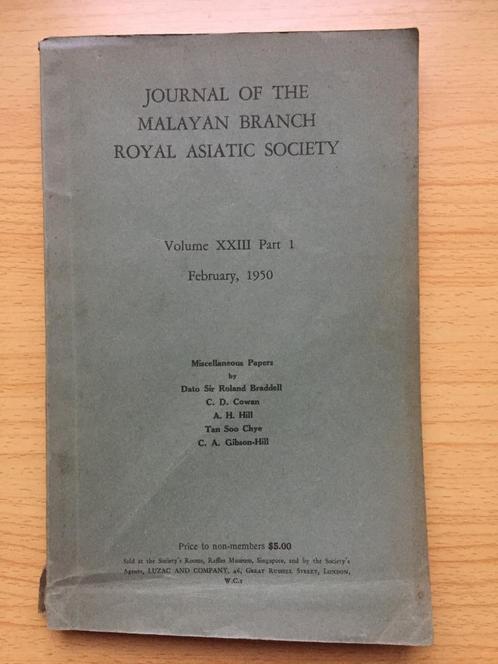 JOURNAL OF THE
MALAYAN BRANCH
ROYAL ASIATIC SOCIETY
Volume XXIII Part 1
February, 1950
Miscellaneous Papers
by
Dato Sir Roland Braddell
C. D. Cowan
A. H. Hill
Tan Soo Chye
C. A. Gibson-Hill
Price to non-members $5.00
Sold at the Society's Rooms, Raffles Museum, Singapore, and by the Society's
Agents, LUZAC AND COMPANY, 46, GREAT RUSSELL STREET, LONDON,
W.C.1